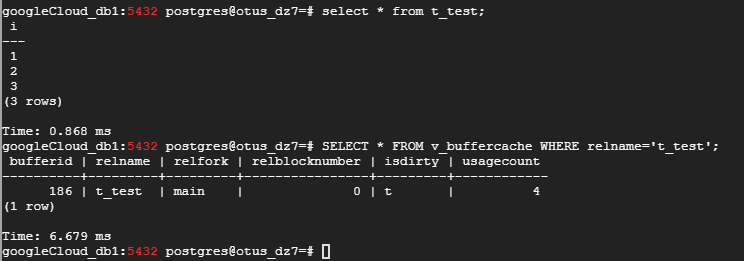 googleCloud_db1:5432 postgres@otus_dz7=# select * from t_test;
 i
---
 1
 2
 3
(3 rows)

Time: 0.868 ms
googleCloud_db1:5432 postgres@otus_dz7=# SELECT * FROM v_buffercache WHERE relname='t_test';
 bufferid | relname | relfork | relblocknumber | isdirty | usagecount
----------+---------+---------+----------------+---------+------------
      186 | t_test  | main    |              0 | t       |          4
(1 row)

Time: 6.679 ms
googleCloud_db1:5432 postgres@otus_dz7=#